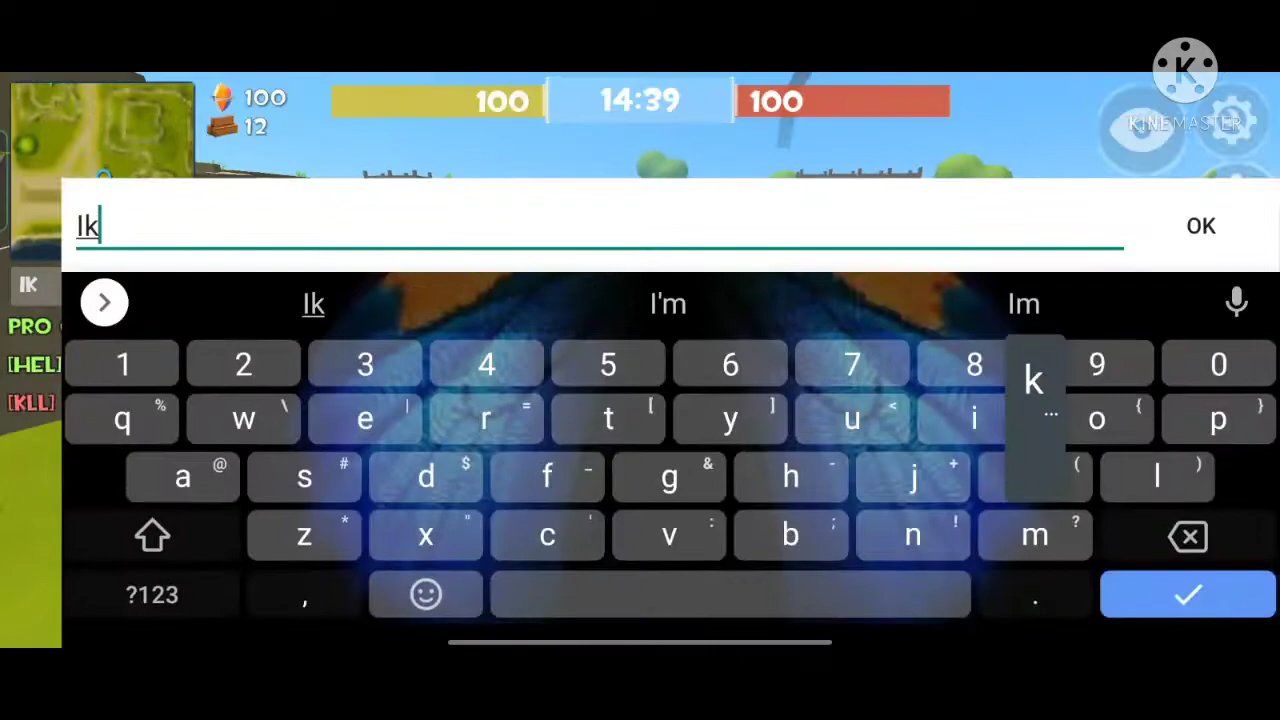 100
12
100
14:39
100
K
KINEMASTER
Ik
OK
IK
PRO
[HEL]
[KLL]
Ik
I'm
Im
1 2 3 4 5 6 7 8 9 0
q % w \ e | r = t [ y ] u < i o { p }
k
...
a @ s # d $ f _ g & h - j + ( l )
z * x " c ' v : b ; n ! m ?
?123 , .